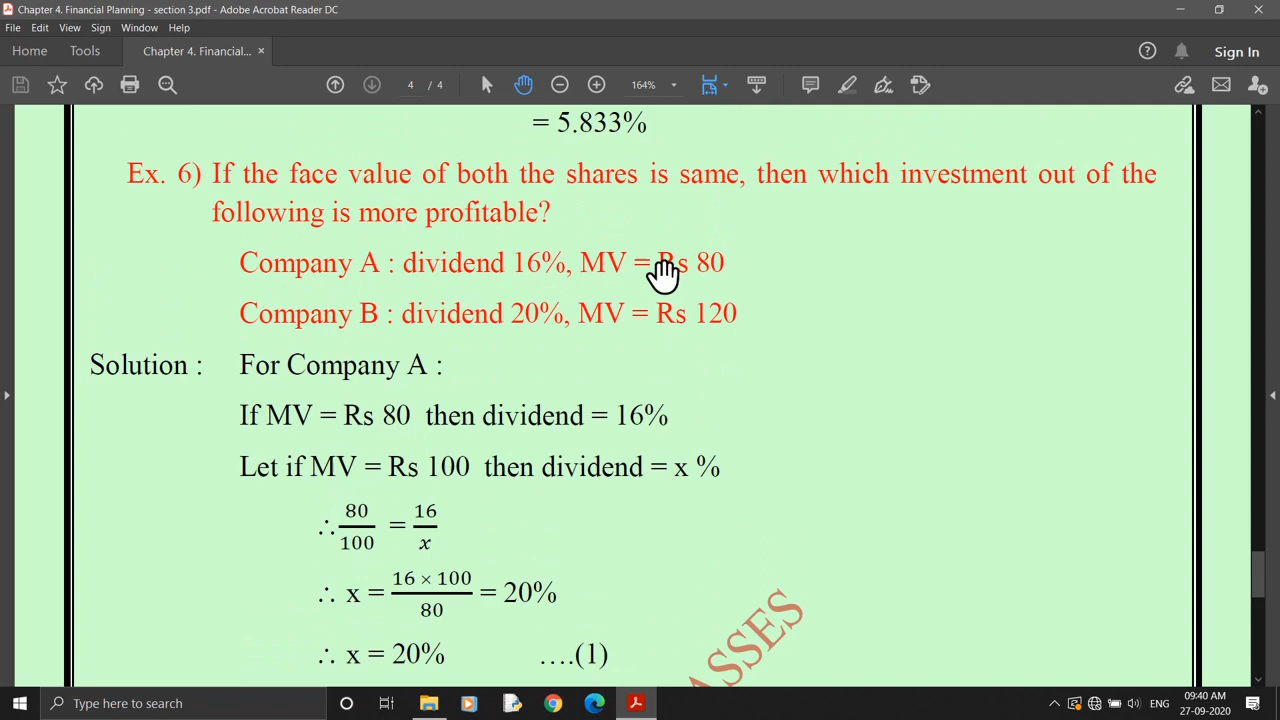 Chapter 4. Financial Planning - section 3.pdf - Adobe Acrobat Reader DC
File Edit View Sign Window Help
Home Tools Chapter 4. Financial... × Sign In
4 / 4 164%
= 5.833%
Ex. 6) If the face value of both the shares is same, then which investment out of the
following is more profitable?
Company A : dividend 16%, MV = Rs 80
Company B : dividend 20%, MV = Rs 120
Solution : For Company A :
If MV = Rs 80 then dividend = 16%
Let if MV = Rs 100 then dividend = x %
∴ 80/100 = 16/x
∴ x = 16 × 100/80 = 20%
∴ x = 20% ….(1)
ASSES
Type here to search
ENG
09:40 AM
27-09-2020